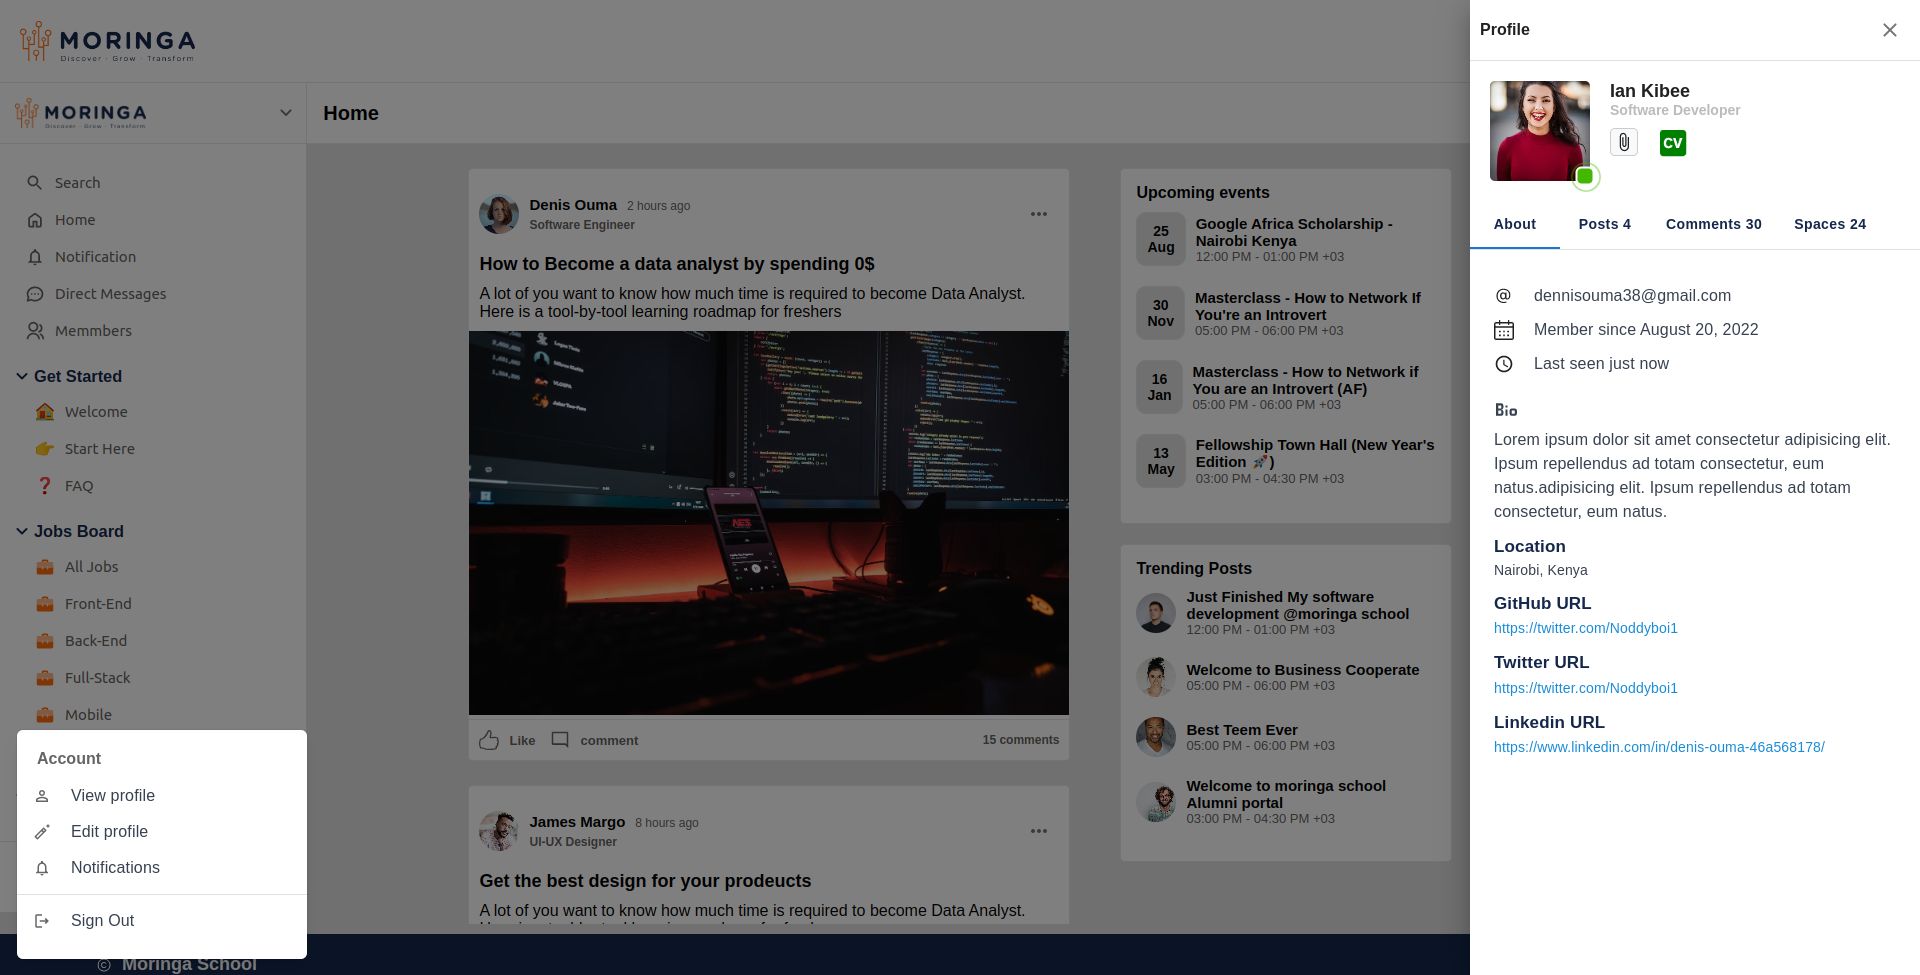 MORINGA
Discover · Grow · Transform
MORINGA
Discover · Grow · Transform
Home
Search
Home
Notification
Direct Messages
Memmbers
Get Started
Welcome
Start Here
FAQ
Jobs Board
All Jobs
Front-End
Back-End
Full-Stack
Mobile
Account
View profile
Edit profile
Notifications
Sign Out
Denis Ouma 2 hours ago
Software Engineer
How to Become a data analyst by spending 0$
A lot of you want to know how much time is required to become Data Analyst.
Here is a tool-by-tool learning roadmap for freshers
Like comment 15 comments
James Margo 8 hours ago
UI-UX Designer
Get the best design for your prodeucts
A lot of you want to know how much time is required to become Data Analyst.
© Moringa School
Upcoming events
25
Aug
Google Africa Scholarship -
Nairobi Kenya
12:00 PM - 01:00 PM +03
30
Nov
Masterclass - How to Network If
You're an Introvert
05:00 PM - 06:00 PM +03
16
Jan
Masterclass - How to Network if
You are an Introvert (AF)
05:00 PM - 06:00 PM +03
13
May
Fellowship Town Hall (New Year's
Edition 🚀)
03:00 PM - 04:30 PM +03
Trending Posts
Just Finished My software
development @moringa school
12:00 PM - 01:00 PM +03
Welcome to Business Cooperate
05:00 PM - 06:00 PM +03
Best Teem Ever
05:00 PM - 06:00 PM +03
Welcome to moringa school
Alumni portal
03:00 PM - 04:30 PM +03
Profile
Ian Kibee
Software Developer
CV
About Posts 4 Comments 30 Spaces 24
@ dennisouma38@gmail.com
Member since August 20, 2022
Last seen just now
Bio
Lorem ipsum dolor sit amet consectetur adipisicing elit.
Ipsum repellendus ad totam consectetur, eum
natus.adipisicing elit. Ipsum repellendus ad totam
consectetur, eum natus.
Location
Nairobi, Kenya
GitHub URL
https://twitter.com/Noddyboi1
Twitter URL
https://twitter.com/Noddyboi1
Linkedin URL
https://www.linkedin.com/in/denis-ouma-46a568178/